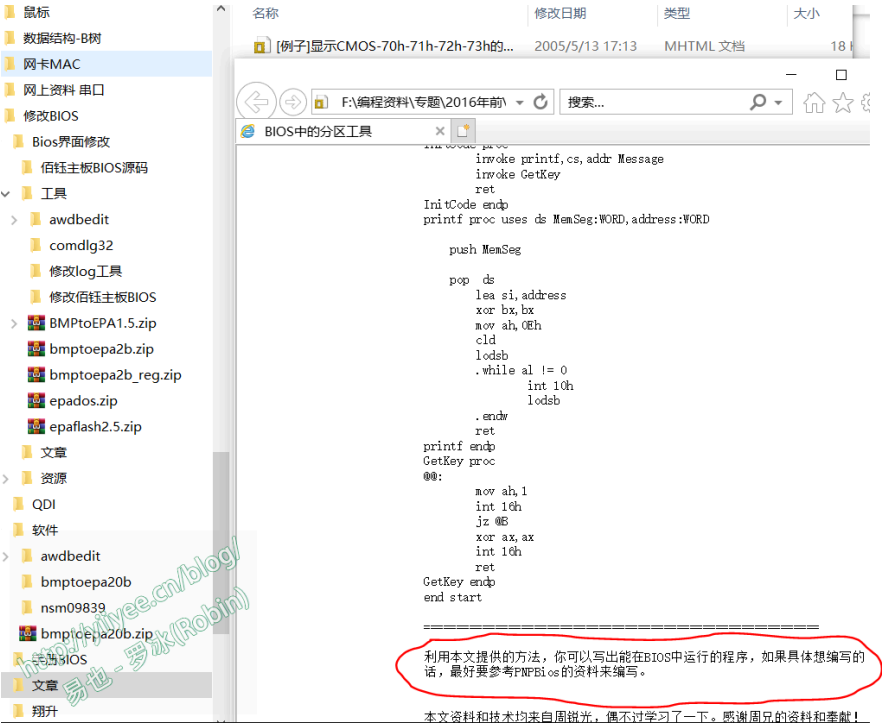 鼠标
数据结构-B树
网卡MAC
网上资料 串口
修改BIOS
Bios界面修改
佰钰主板BIOS源码
工具
awdbedit
comdlg32
修改log工具
修改佰钰主板BIOS
BMPtoEPA1.5.zip
bmptoepa2b.zip
bmptoepa2b_reg.zip
epados.zip
epaflash2.5.zip
文章
资源
QDI
软件
awdbedit
bmptoepa20b
nsm09839
bmptoepa20b.zip
BIOS
文章
翔升
http://yiiyee.cn/blog/
易也 - 罗冰(Robin)
名称 修改日期 类型 大小
[例子]显示CMOS-70h-71h-72h-73h的... 2005/5/13 17:13 MHTML 文档 18
F:\编程资料\专题\2016年前\ 搜索...
BIOS中的分区工具
InitCode proc
invoke printf,cs,addr Message
invoke GetKey
ret
InitCode endp
printf proc uses ds MemSeg:WORD,address:WORD
push MemSeg
pop ds
lea si,address
xor bx,bx
mov ah,0Eh
cld
lodsb
.while al != 0
int 10h
lodsb
.endw
ret
printf endp
GetKey proc
@@:
mov ah,1
int 16h
jz @B
xor ax,ax
int 16h
ret
GetKey endp
end start
=============================================
利用本文提供的方法，你可以写出能在BIOS中运行的程序，如果具体想编写的
话，最好要参考PNPBios的资料来编写。
本文资料和技术均来自周锐光，偶不过学习了一下。感谢周兄的资料和奉献！